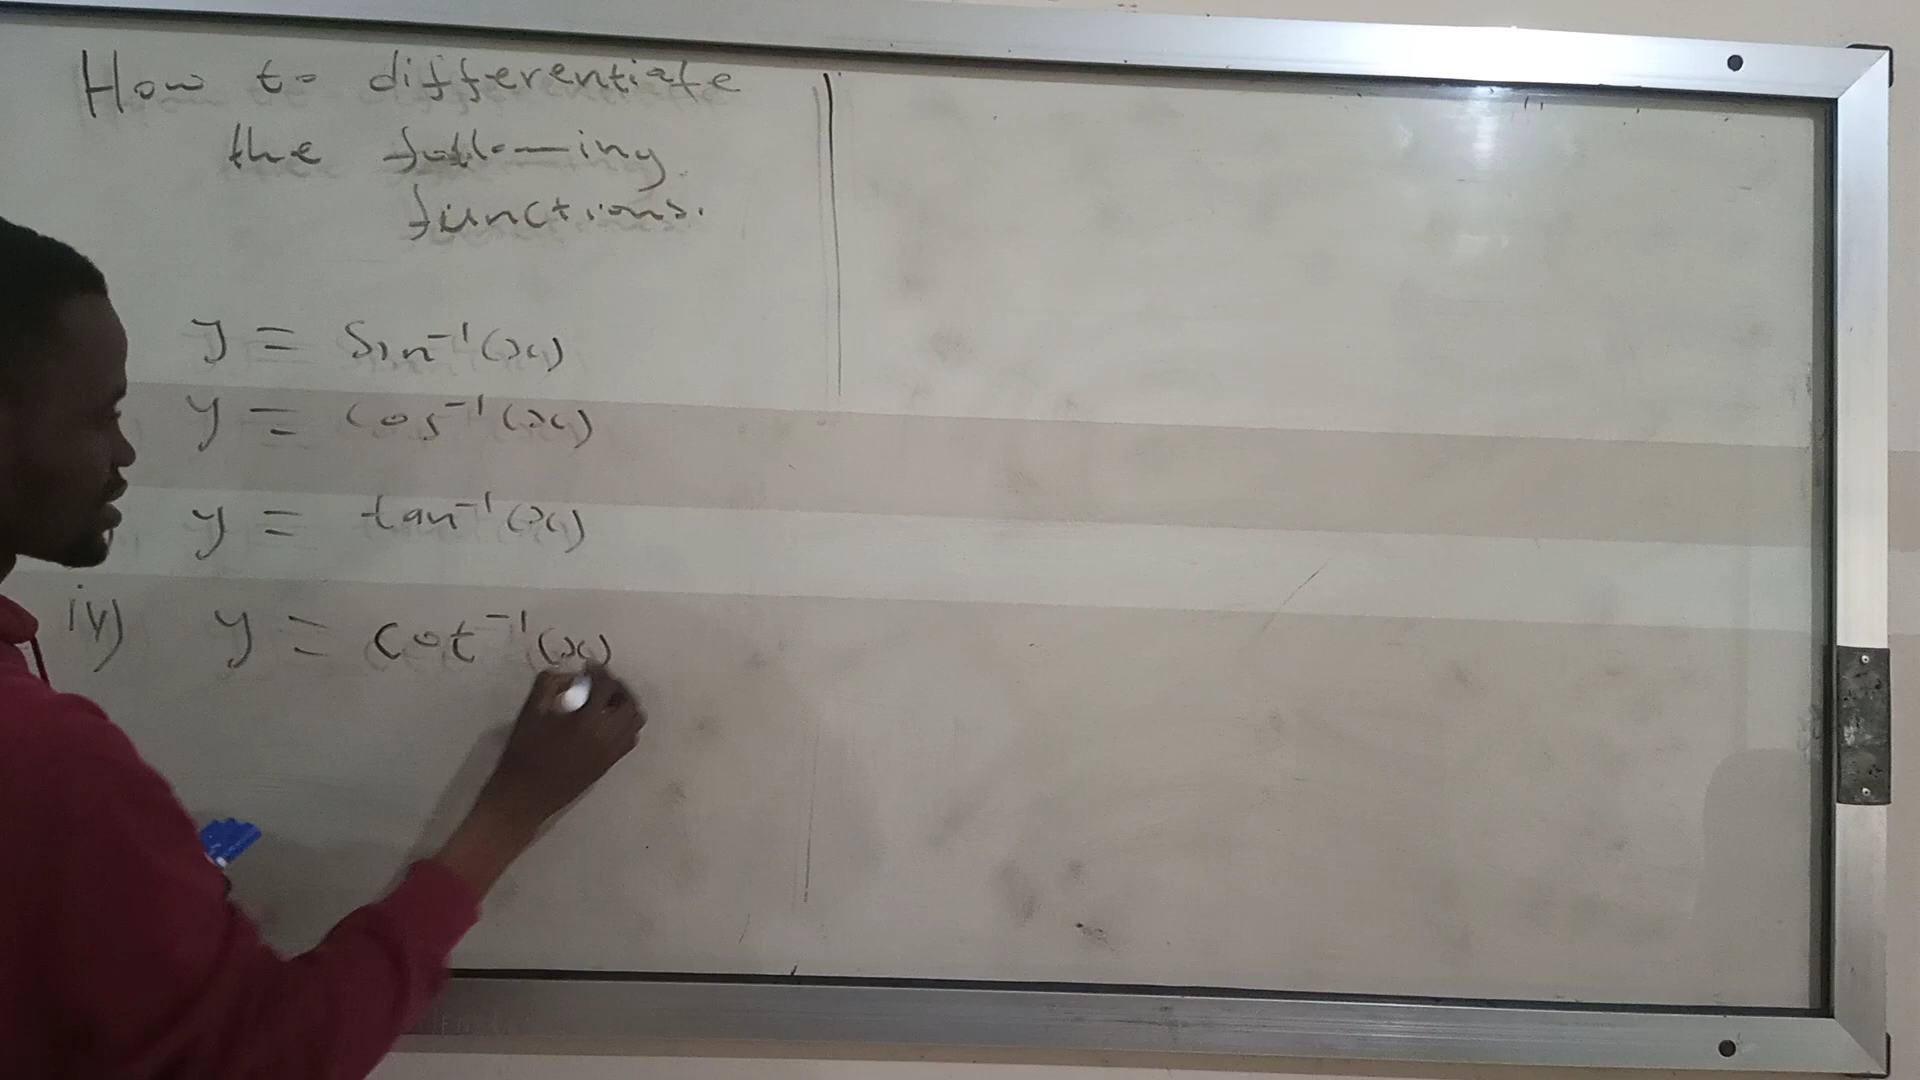 How to differentiate
the following
functions.
y = Sin⁻¹(x)
y = cos⁻¹(x)
y = tan⁻¹(x)
iv) y = cot⁻¹(x)